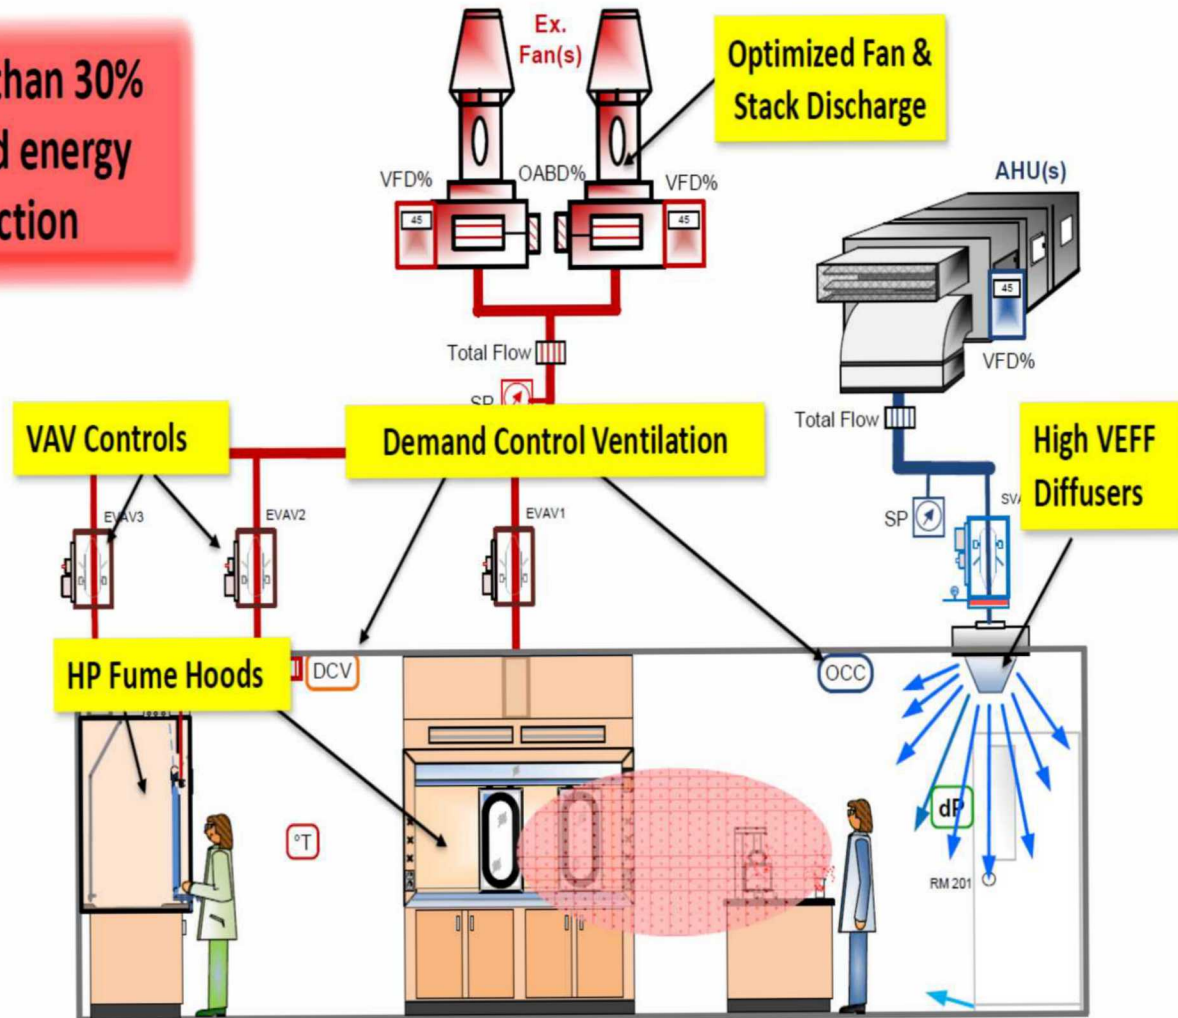 than 30%
energy
Ex.
Fan(s)
Optimized Fan &
Stack Discharge
VFD%
OABD%
VFD%
45
45
AHU(s)
45
VFD%
Total Flow
SP
Total Flow
SP
VAV Controls
Demand Control Ventilation
High VEFF
Diffusers
EVAV3
EVAV2
EVAV1
HP Fume Hoods
DCV
OCC
°T
dP
RM 201